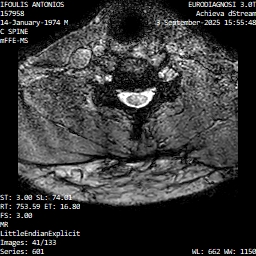 IFOULIS ANTONIOS
EURODIAGNOSI 3.0T
157958
Achieva dStream
14-January-1974 M
3-September-2025 15:55:48
C SPINE
mFFE-MS
ST: 3.00 SL: 74.01
RT: 753.59 ET: 16.80
FS: 3.00
MR
LittleEndianExplicit
Images: 41/133
Series: 601
WL: 662 WW: 1150